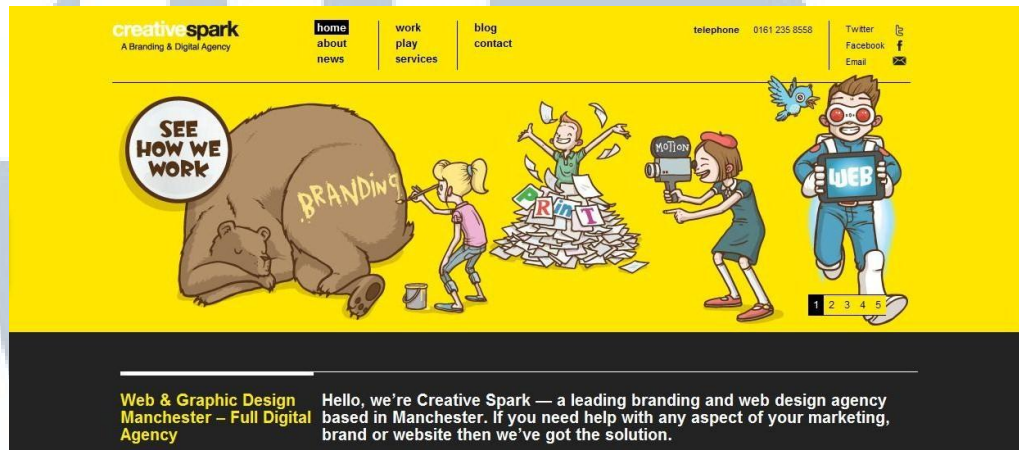 creativespark
A Branding & Digital Agency
home
about
news
work
play
services
blog
contact
telephone 0161 235 8558
Twitter
Facebook
Email
SEE
HOW WE
WORK
BRANDING
PRINT
MOTION
WEB
1 2 3 4 5
Web & Graphic Design
Manchester – Full Digital
Agency
Hello, we’re Creative Spark — a leading branding and web design agency
based in Manchester. If you need help with any aspect of your marketing,
brand or website then we’ve got the solution.